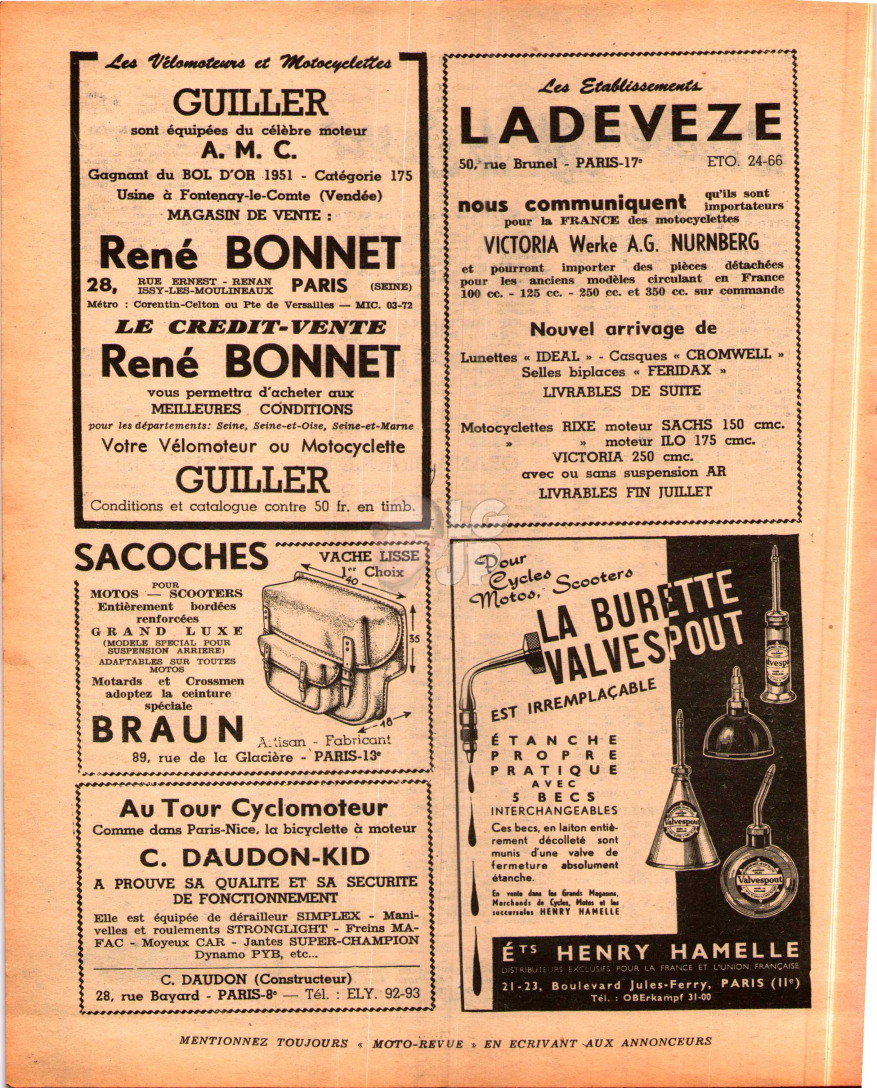 Les Vélomoteurs et Motocyclettes
GUILLER
sont équipées du célèbre moteur
A. M. C.
Gagnant du BOL D'OR 1951 - Catégorie 175
Usine à Fontenay-le-Comte (Vendée)
MAGASIN DE VENTE :
René BONNET
28, RUE ERNEST - RENAN ISSY-LES-MOULINEAUX PARIS (SEINE)
Métro : Corentin-Celton ou Pte de Versailles — MIC. 03-72
LE CREDIT-VENTE
René BONNET
vous permettra d'acheter aux
MEILLEURES CONDITIONS
pour les départements: Seine, Seine-et-Oise, Seine-et-Marne
Votre Vélomoteur ou Motocyclette
GUILLER
Conditions et catalogue contre 50 fr. en timb.
Les Etablissements
LADEVEZE
50, rue Brunel - PARIS-17e ETO. 24-66
nous communiquent qu'ils sont importateurs
pour la FRANCE des motocyclettes
VICTORIA Werke A.G. NURNBERG
et pourront importer des pièces détachées
pour les anciens modèles circulant en France
100 cc. - 125 cc. - 250 cc. et 350 cc. sur commande
Nouvel arrivage de
Lunettes « IDEAL » - Casques « CROMWELL »
Selles biplaces « FERIDAX »
LIVRABLES DE SUITE
Motocyclettes RIXE moteur SACHS 150 cmc.
» » moteur ILO 175 cmc.
VICTORIA 250 cmc.
avec ou sans suspension AR
LIVRABLES FIN JUILLET
SACOCHES
VACHE LISSE
1er Choix
POUR
MOTOS — SCOOTERS
Entièrement bordées
renforcées
GRAND LUXE
(MODELE SPECIAL POUR
SUSPENSION ARRIERE)
ADAPTABLES SUR TOUTES
MOTOS
Motards et Crossmen
adoptez la ceinture
spéciale
40
35
18
BRAUN
Artisan - Fabricant
89, rue de la Glacière - PARIS-13e
Au Tour Cyclomoteur
Comme dans Paris-Nice, la bicyclette à moteur
C. DAUDON-KID
A PROUVE SA QUALITE ET SA SECURITE
DE FONCTIONNEMENT
Elle est équipée de dérailleur SIMPLEX - Mani-
velles et roulements STRONGLIGHT - Freins MA-
FAC - Moyeux CAR - Jantes SUPER-CHAMPION
Dynamo PYB, etc...
C. DAUDON (Constructeur)
28, rue Bayard - PARIS-8e — Tél. : ELY. 92-93
Pour
Cycles
Motos, Scooters
LA BURETTE
VALVESPOUT
EST IRREMPLAÇABLE
ÉTANCHE
PROPRE
PRATIQUE
AVEC
5 BECS
INTERCHANGEABLES
Ces becs, en laiton entiè-
rement décolleté sont
munis d'une valve de
fermeture absolument
étanche.
En vente dans les Grands Magasins,
Marchands de Cycles, Motos et les
succursales HENRY HAMELLE
Valvespout
Valvespout
Valvespout
ÉTS HENRY HAMELLE
DISTRIBUTEURS EXCLUSIFS POUR LA FRANCE ET L'UNION FRANÇAISE
21-23, Boulevard Jules-Ferry, PARIS (11e)
Tél. : OBErkampf 31-00
MENTIONNEZ TOUJOURS « MOTO-REVUE » EN ECRIVANT AUX ANNONCEURS